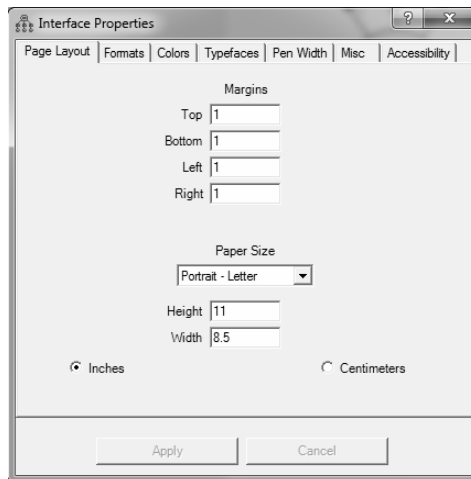 Interface Properties
? X
Page Layout Formats Colors Typefaces Pen Width Misc Accessibility
Margins
Top 1
Bottom 1
Left 1
Right 1
Paper Size
Portrait - Letter
Height 11
Width 8.5
Inches Centimeters
Apply Cancel